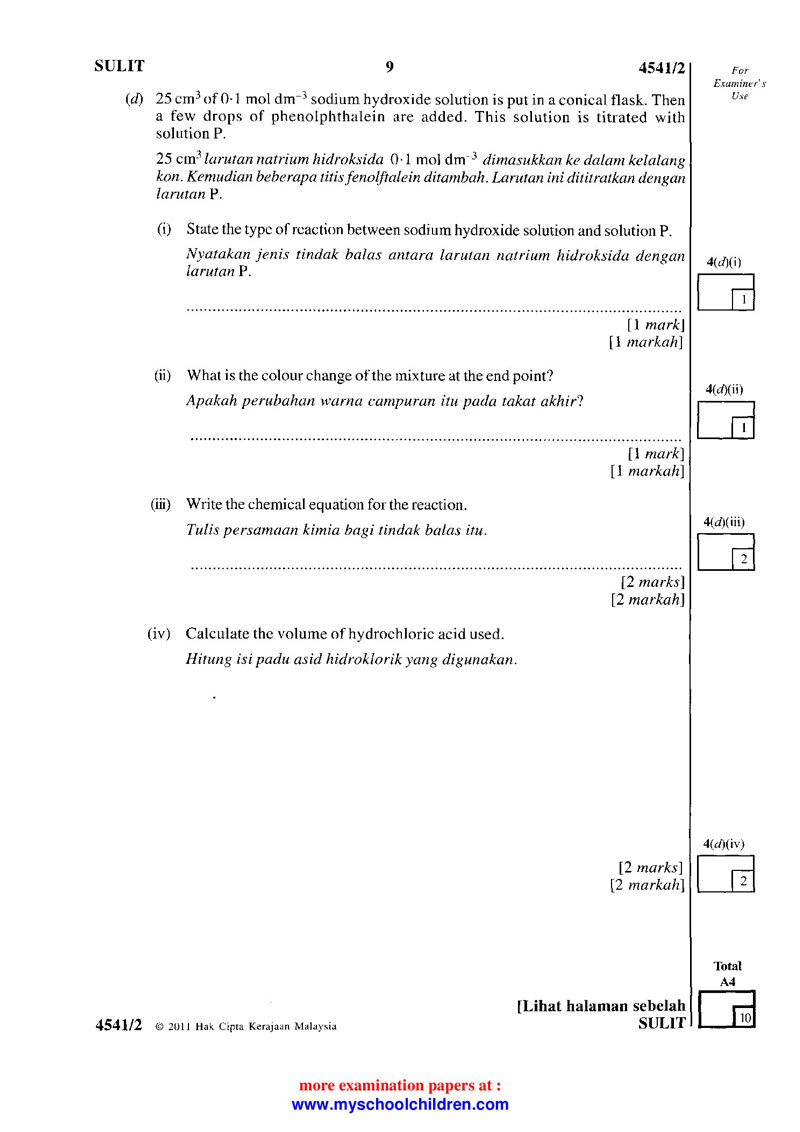 SULIT 9 4541/2
For
Examiner's
Use
(d) 25 cm³ of 0·1 mol dm⁻³ sodium hydroxide solution is put in a conical flask. Then
a few drops of phenolphthalein are added. This solution is titrated with
solution P.
25 cm³ larutan natrium hidroksida 0·1 mol dm⁻³ dimasukkan ke dalam kelalang
kon. Kemudian beberapa titis fenolftalein ditambah. Larutan ini dititratkan dengan
larutan P.
(i) State the type of reaction between sodium hydroxide solution and solution P.
Nyatakan jenis tindak balas antara larutan natrium hidroksida dengan
larutan P.
4(d)(i)
1
................................................................
[1 mark]
[1 markah]
(ii) What is the colour change of the mixture at the end point?
Apakah perubahan warna campuran itu pada takat akhir?
4(d)(ii)
1
................................................................
[1 mark]
[1 markah]
(iii) Write the chemical equation for the reaction.
Tulis persamaan kimia bagi tindak balas itu.
4(d)(iii)
2
................................................................
[2 marks]
[2 markah]
(iv) Calculate the volume of hydrochloric acid used.
Hitung isi padu asid hidroklorik yang digunakan.
4(d)(iv)
[2 marks]
[2 markah]
2
Total
A4
10
[Lihat halaman sebelah
4541/2 © 2011 Hak Cipta Kerajaan Malaysia SULIT
more examination papers at :
www.myschoolchildren.com